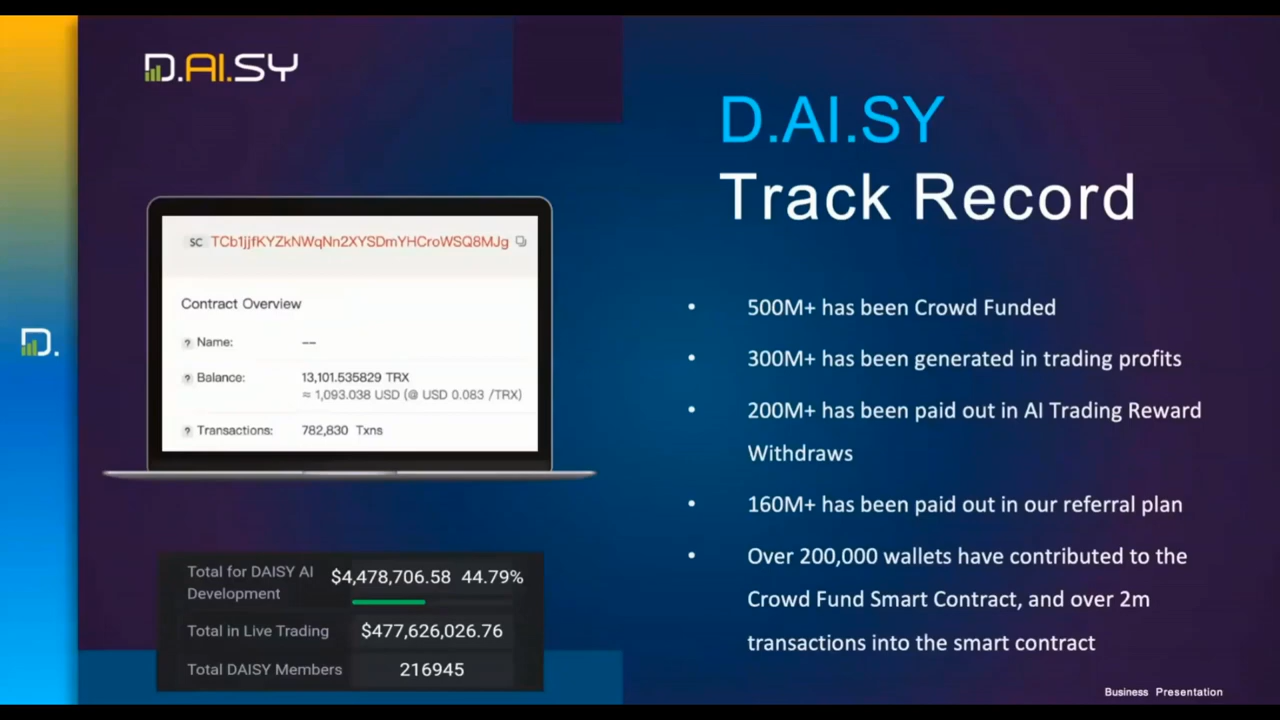 D.AI.SY
D.AI.SY
Track Record
SC TCb1jjfKYZkNWqNn2XYSDmYHCroWSQ8MJg
Contract Overview
? Name: --
? Balance: 13,101.535829 TRX
≈ 1,093.038 USD (@ USD 0.083 /TRX)
? Transactions: 782,830 Txns
D.
• 500M+ has been Crowd Funded
• 300M+ has been generated in trading profits
• 200M+ has been paid out in AI Trading Reward
Withdraws
• 160M+ has been paid out in our referral plan
• Over 200,000 wallets have contributed to the
Crowd Fund Smart Contract, and over 2m
transactions into the smart contract
Total for DAISY AI
Development $4,478,706.58 44.79%
Total in Live Trading $477,626,026.76
Total DAISY Members 216945
Business Presentation